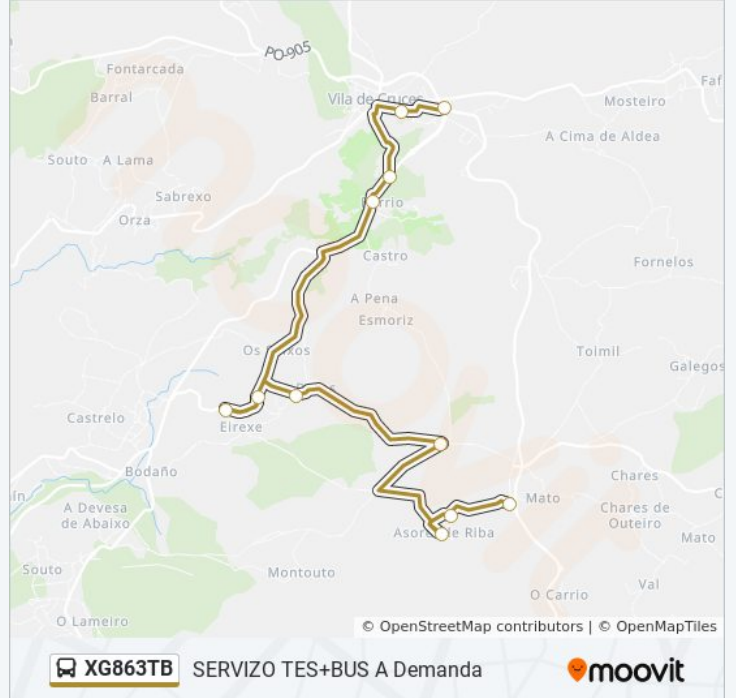 PO-905
Fontarcada
Faf
Barral
Vila de Cruces
Mosteiro
A Cima de Aldea
Souto
A Lama
Sabrexo
Orza
Castro
Fornelos
A Pena
Esmoriz
Toimil
Galegos
Castrelo
Eirexe
Bodaño
Chares
Mato
A Devesa
de Abaixo
Chares de
Outeiro
Mato
Souto
Montouto
Val
O Carrio
O Lameiro
© OpenStreetMap contributors | © OpenMapTiles
XG863TB SERVIZO TES+BUS A Demanda
moovit